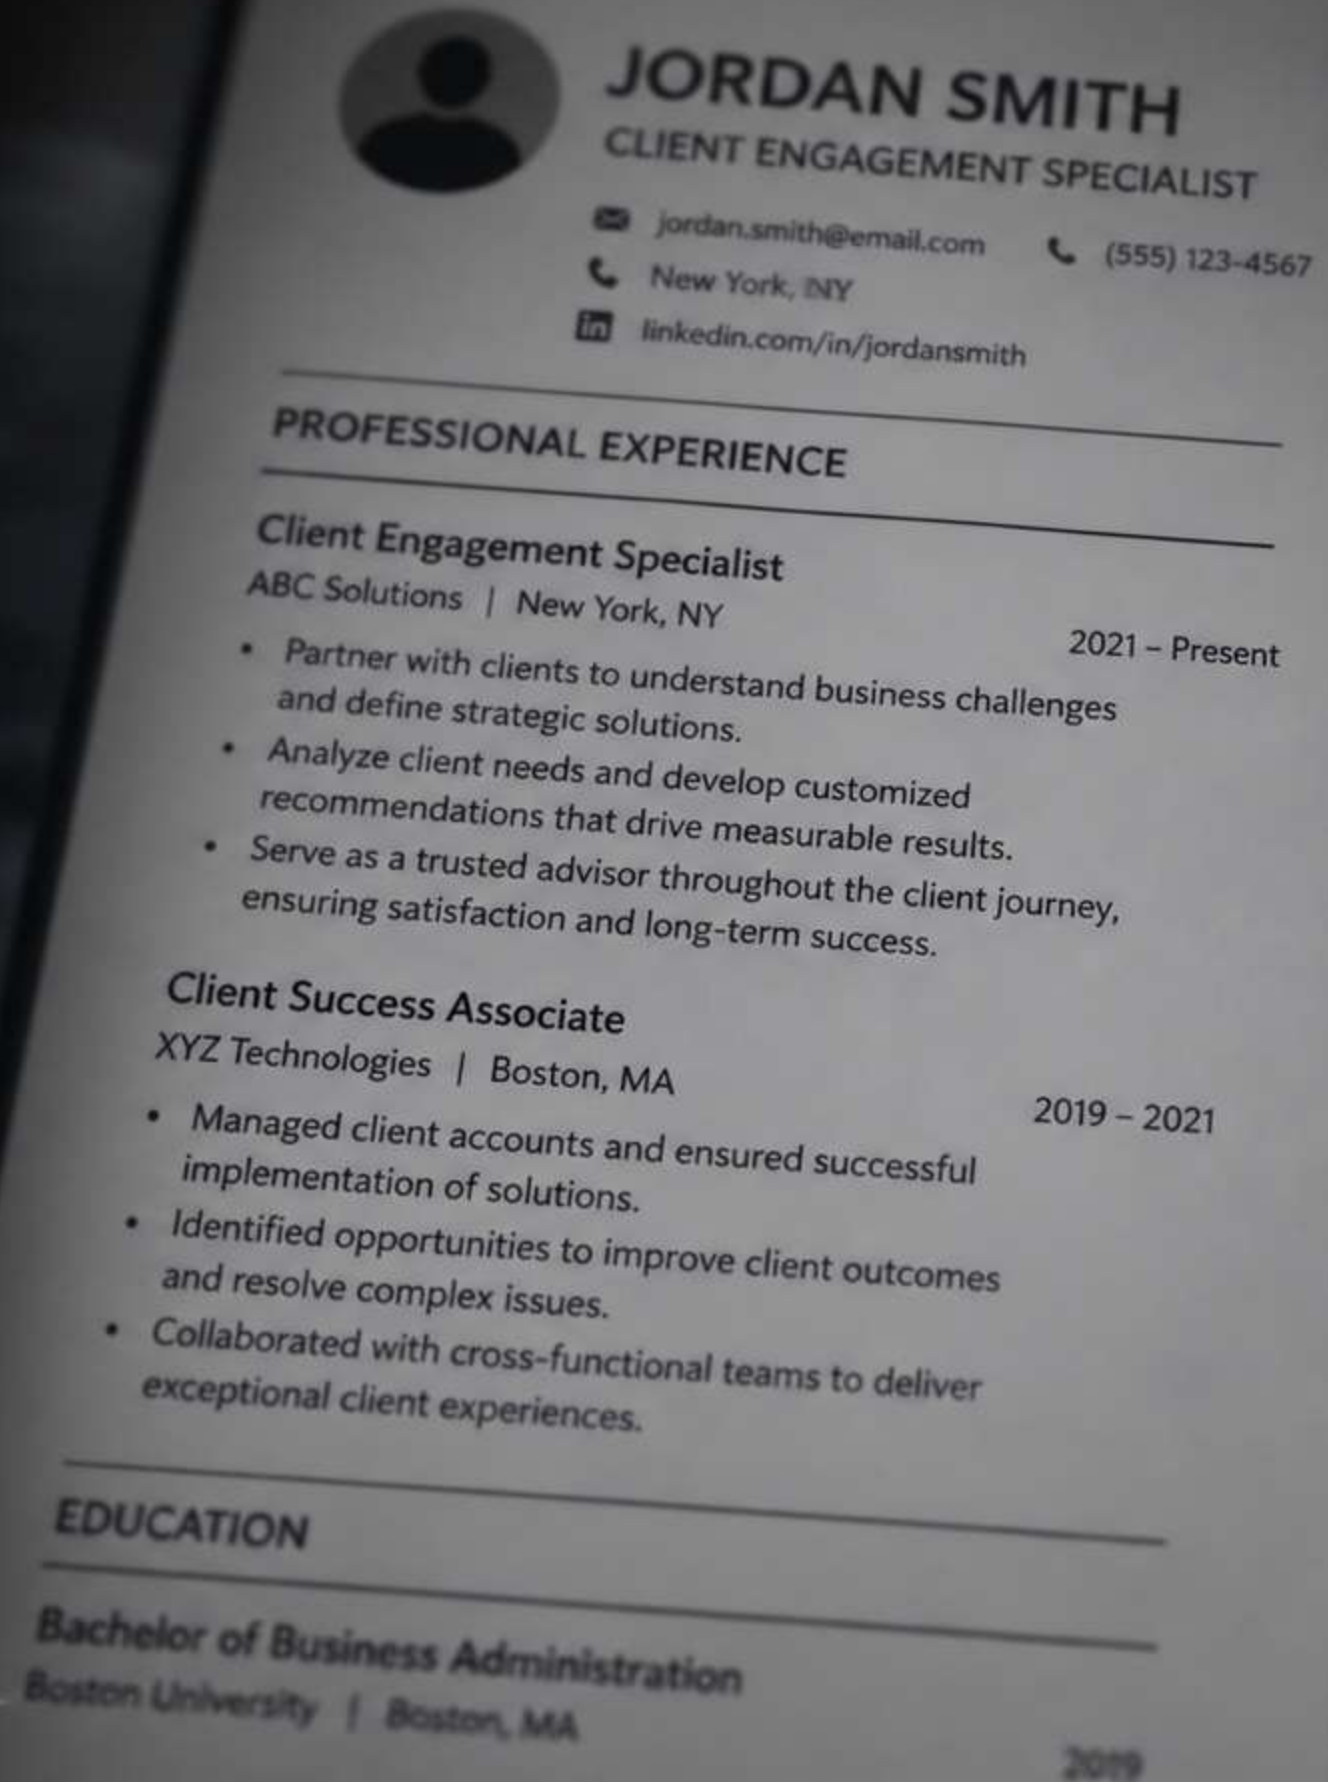 JORDAN SMITH
CLIENT ENGAGEMENT SPECIALIST
jordan.smith@email.com (555) 123-4567
New York, NY
linkedin.com/in/jordansmith
PROFESSIONAL EXPERIENCE
Client Engagement Specialist
ABC Solutions | New York, NY
2021 – Present
• Partner with clients to understand business challenges
and define strategic solutions.
• Analyze client needs and develop customized
recommendations that drive measurable results.
• Serve as a trusted advisor throughout the client journey,
ensuring satisfaction and long-term success.
Client Success Associate
XYZ Technologies | Boston, MA
2019 – 2021
• Managed client accounts and ensured successful
implementation of solutions.
• Identified opportunities to improve client outcomes
and resolve complex issues.
• Collaborated with cross-functional teams to deliver
exceptional client experiences.
EDUCATION
Bachelor of Business Administration
Boston University | Boston, MA
2019